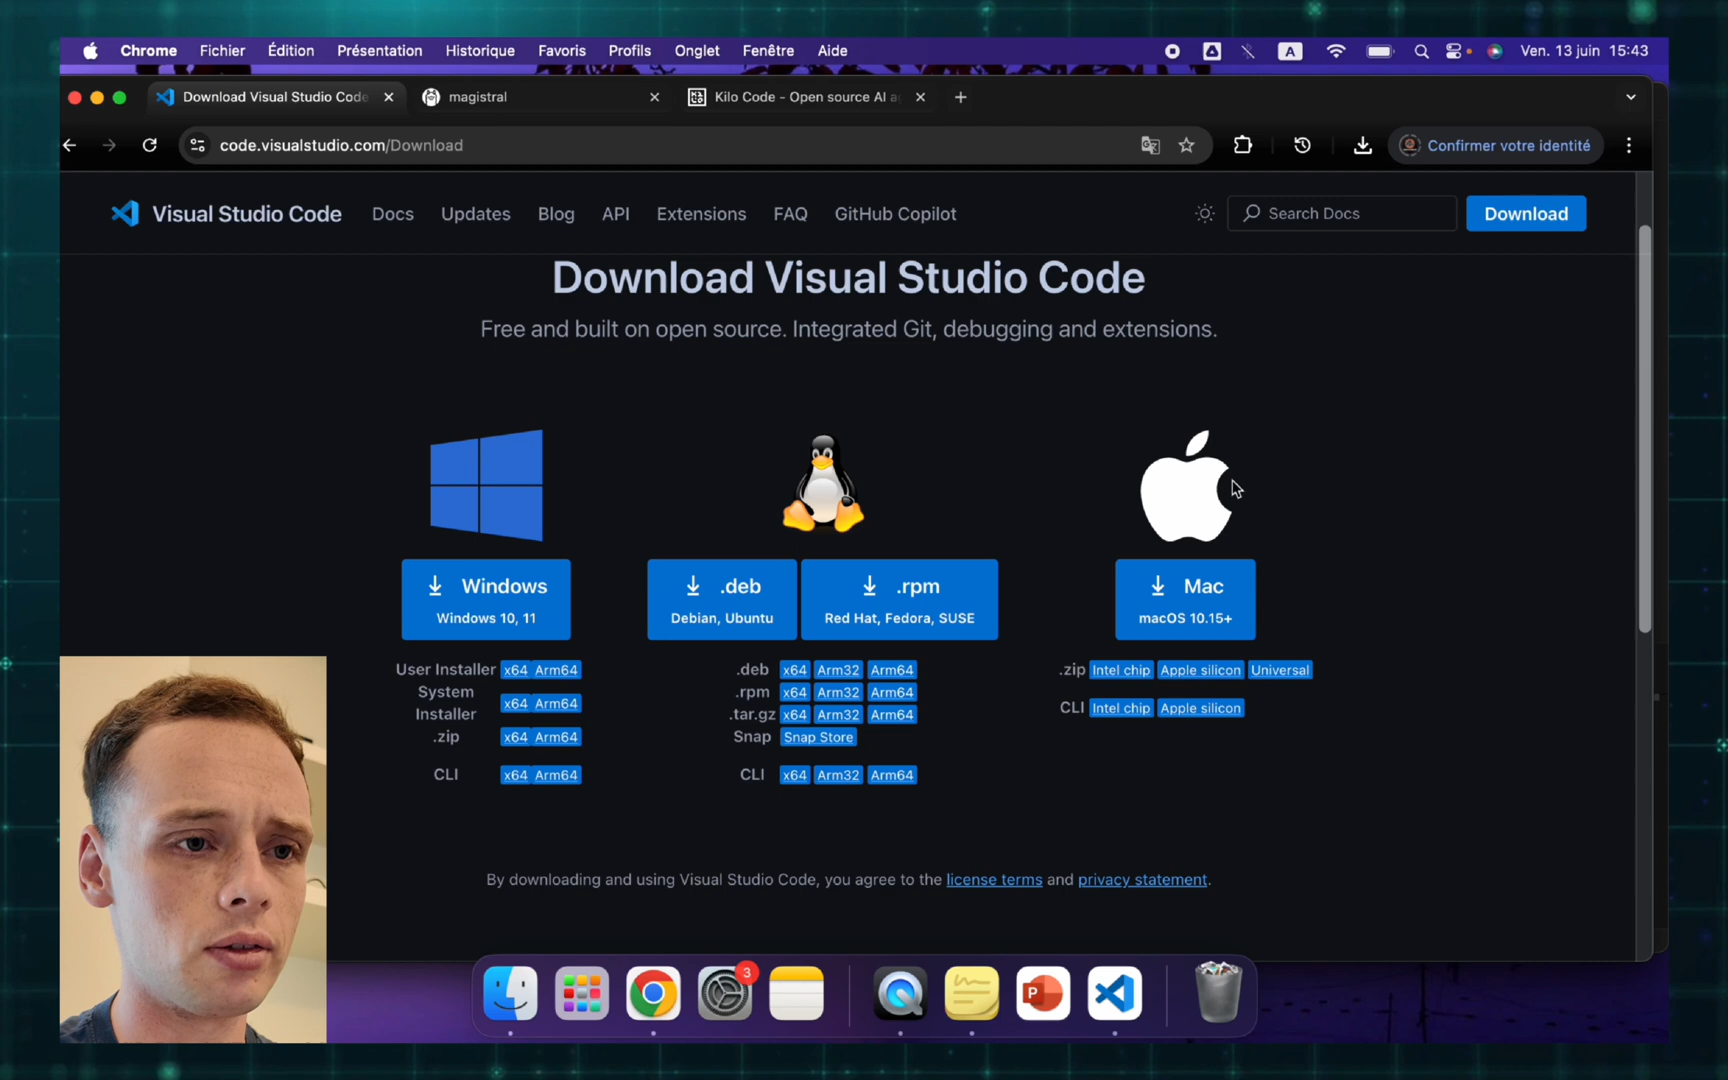 Chrome Fichier Édition Présentation Historique Favoris Profils Onglet Fenêtre Aide A Ven. 13 juin 15:43
Download Visual Studio Code magistral Kilo Code - Open source AI a
code.visualstudio.com/Download Confirmer votre identité
Visual Studio Code Docs Updates Blog API Extensions FAQ GitHub Copilot Search Docs Download
Download Visual Studio Code
Free and built on open source. Integrated Git, debugging and extensions.
Windows
Windows 10, 11
User Installer x64 Arm64
System
Installer x64 Arm64
.zip x64 Arm64
CLI x64 Arm64
.deb
Debian, Ubuntu
.rpm
Red Hat, Fedora, SUSE
.deb x64 Arm32 Arm64
.rpm x64 Arm32 Arm64
.tar.gz x64 Arm32 Arm64
Snap Snap Store
CLI x64 Arm32 Arm64
Mac
macOS 10.15+
.zip Intel chip Apple silicon Universal
CLI Intel chip Apple silicon
By downloading and using Visual Studio Code, you agree to the license terms and privacy statement.
3
P